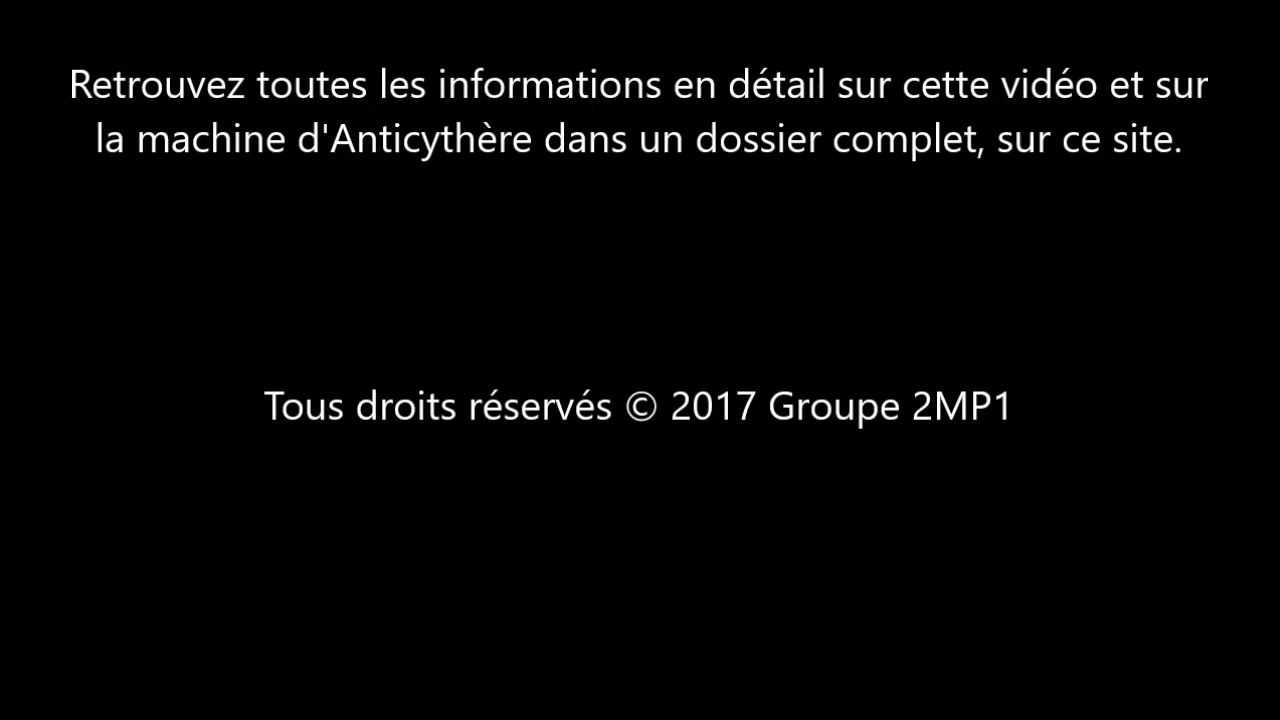 Retrouvez toutes les informations en détail sur cette vidéo et sur
la machine d'Anticythère dans un dossier complet, sur ce site.
Tous droits réservés © 2017 Groupe 2MP1